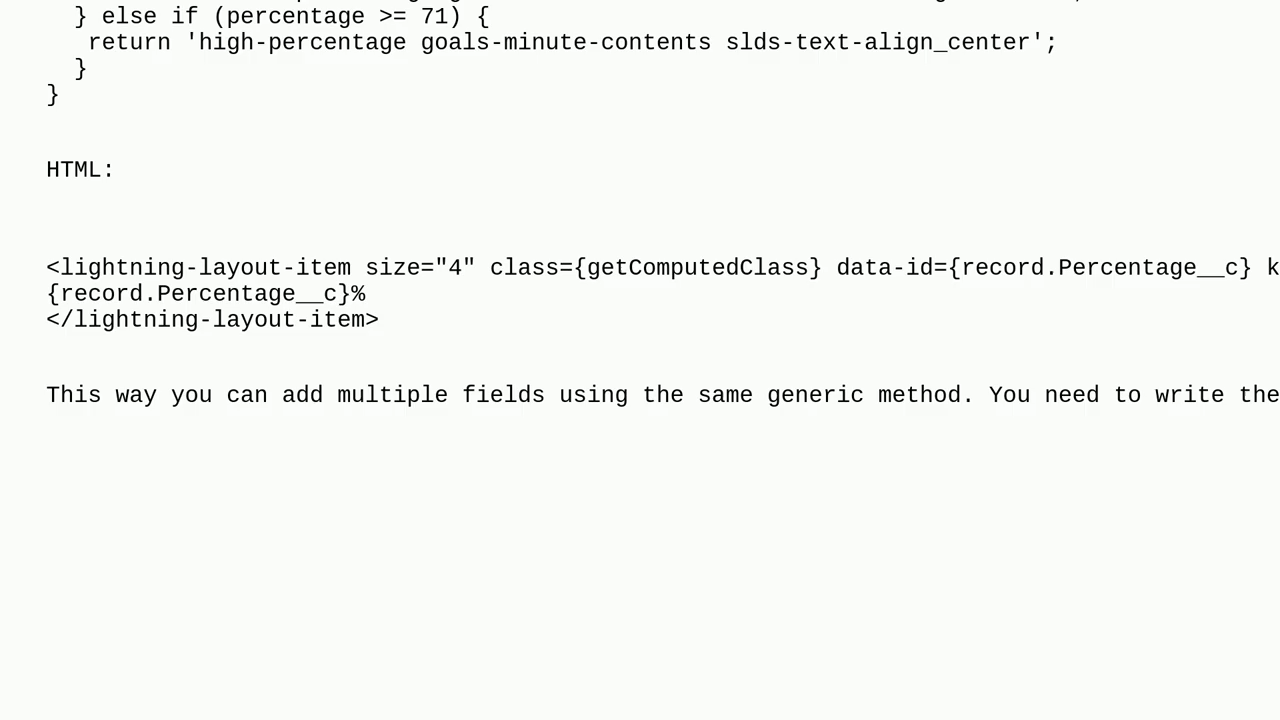 } else if (percentage >= 71) {
return 'high-percentage goals-minute-contents slds-text-align_center';
}
}
HTML:
<lightning-layout-item size="4" class={getComputedClass} data-id={record.Percentage__c} k
{record.Percentage__c}%
</lightning-layout-item>
This way you can add multiple fields using the same generic method. You need to write the